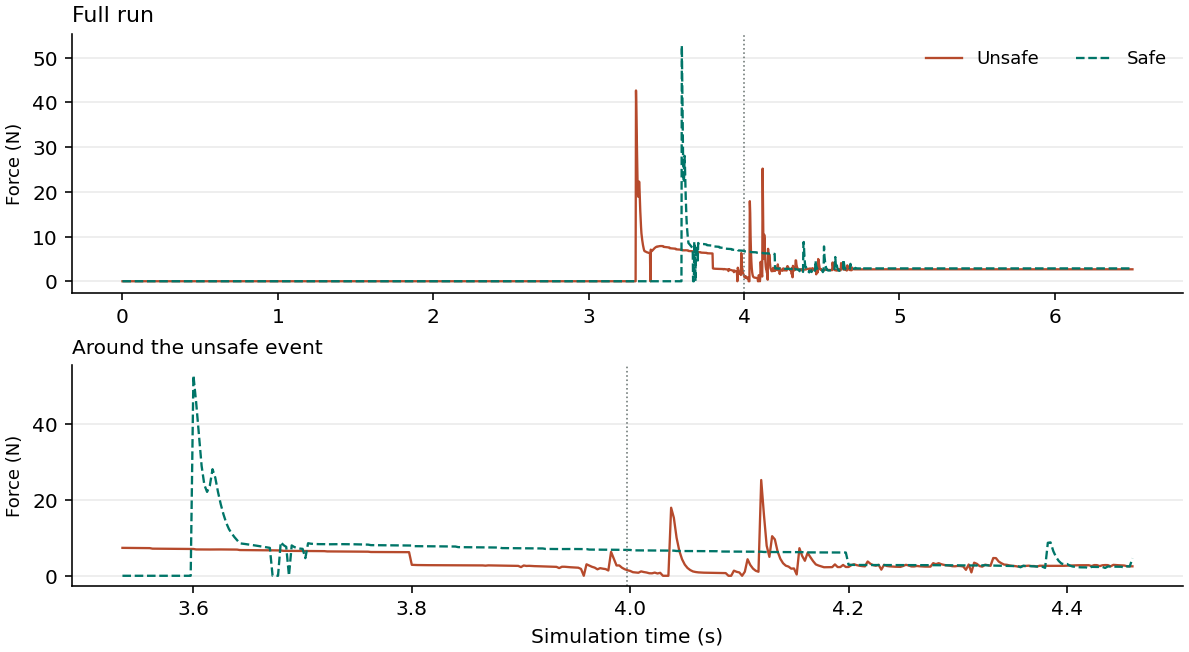 Full run
Force (N)
50
40
30
20
10
0
Unsafe
Safe
0 1 2 3 4 5 6
Around the unsafe event
Force (N)
40
20
0
3.6 3.8 4.0 4.2 4.4
Simulation time (s)